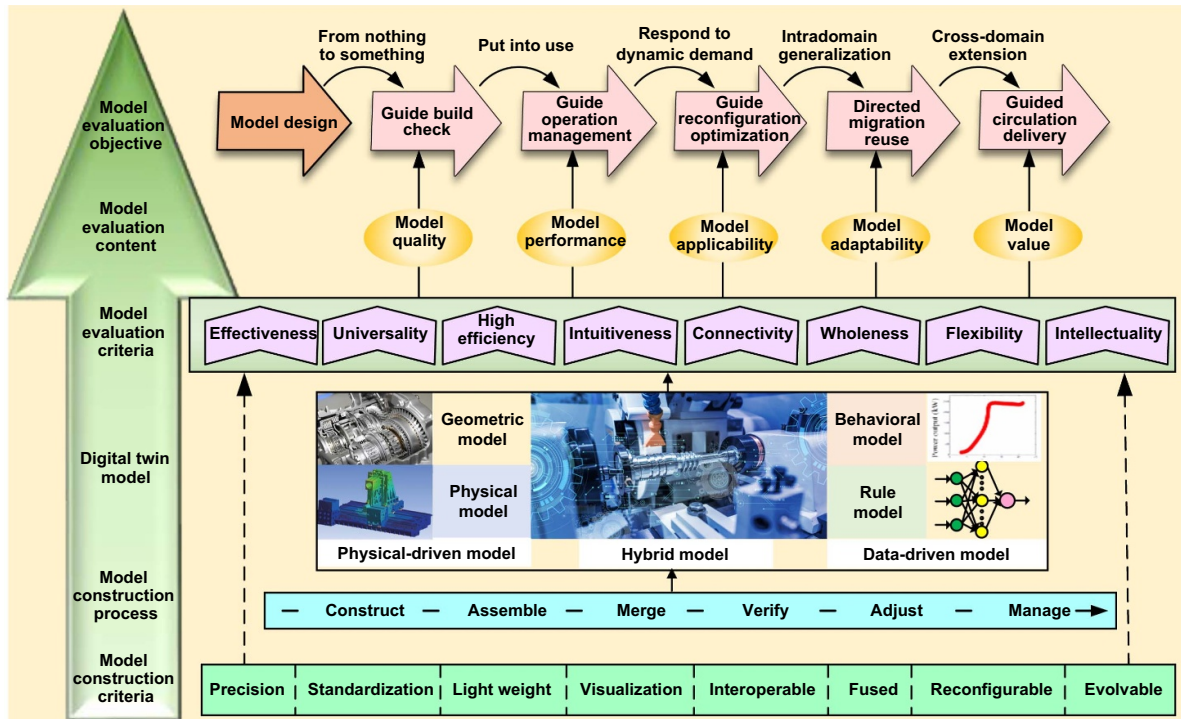 From nothing
to something
Put into use
Respond to
dynamic demand
Intradomain
generalization
Cross-domain
extension
Model
evaluation
objective
Model design
Guide build
check
Guide
operation
management
Guide
reconfiguration
optimization
Directed
migration
reuse
Guided
circulation
delivery
Model
evaluation
content
Model
quality
Model
performance
Model
applicability
Model
adaptability
Model
value
Model
evaluation
criteria
Effectiveness
Universality
High
efficiency
Intuitiveness
Connectivity
Wholeness
Flexibility
Intellectuality
Digital twin
model
Geometric
model
Physical
model
Behavioral
model
Rule
model
Power output (kW)
Physical-driven model
Hybrid model
Data-driven model
Model
construction
process
Construct
Assemble
Merge
Verify
Adjust
Manage
Model
construction
criteria
Precision
Standardization
Light weight
Visualization
Interoperable
Fused
Reconfigurable
Evolvable